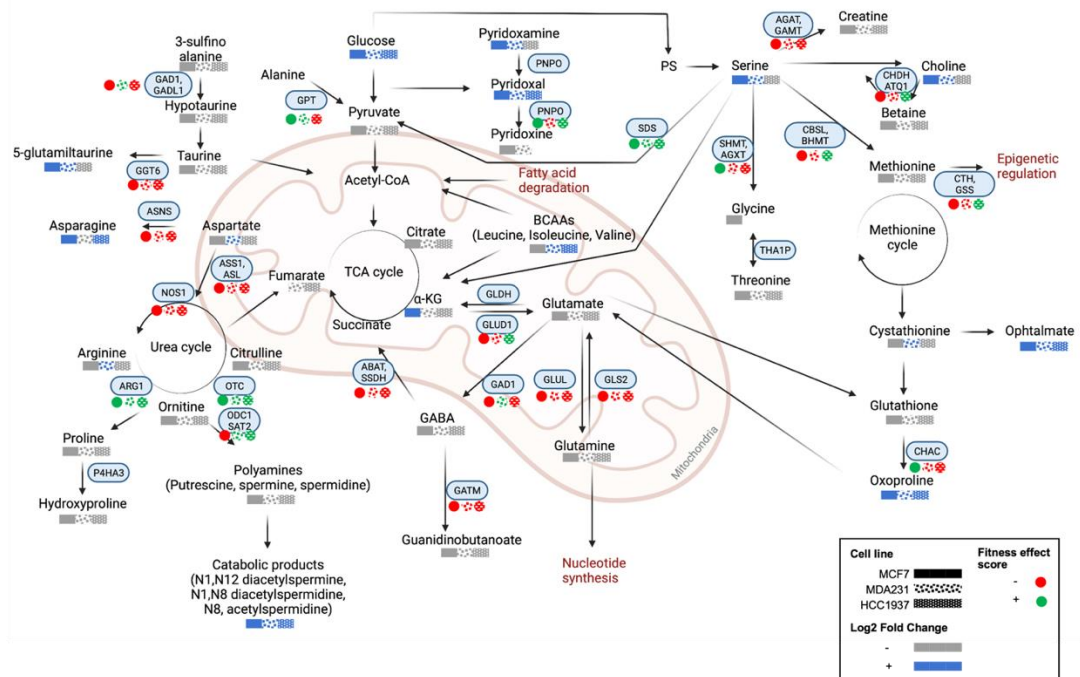 3-sulfino
alanine
GAD1,
GADL1
Hypotaurine
Taurine
5-glutamiltaurine
GGT6
Alanine
GPT
Glucose
Pyruvate
Acetyl-CoA
Pyridoxamine
PNPO
Pyridoxal
PNPO
Pyridoxine
Fatty acid
degradation
PS
SDS
Serine
AGAT,
GAMT
Creatine
CHDH
ATQ1
Choline
Betaine
CBSL,
BHMT
SHMT,
AGXT
Glycine
THA1P
Threonine
Methionine
CTH,
GSS
Epigenetic
regulation
Methionine
cycle
Cystathionine
Ophtalmate
Glutathione
CHAC
Oxoproline
ASNS
Asparagine
Aspartate
ASS1,
ASL
NOS1
Urea cycle
Arginine
Citrulline
ARG1
OTC
Ornitine
ODC1
SAT2
Proline
P4HA3
Hydroxyproline
Polyamines
(Putrescine, spermine, spermidine)
Catabolic products
(N1,N12 diacetylspermine,
N1,N8 diacetylspermidine,
N8, acetylspermidine)
Fumarate
TCA cycle
Citrate
α-KG
Succinate
BCAAs
(Leucine, Isoleucine, Valine)
GLDH
GLUD1
Glutamate
ABAT,
SSDH
GAD1
GLUL
GLS2
GABA
Glutamine
GATM
Guanidinobutanoate
Nucleotide
synthesis
Mitochondria
Cell line
MCF7
MDA231
HCC1937
Fitness effect
score
-
+
Log2 Fold Change
-
+